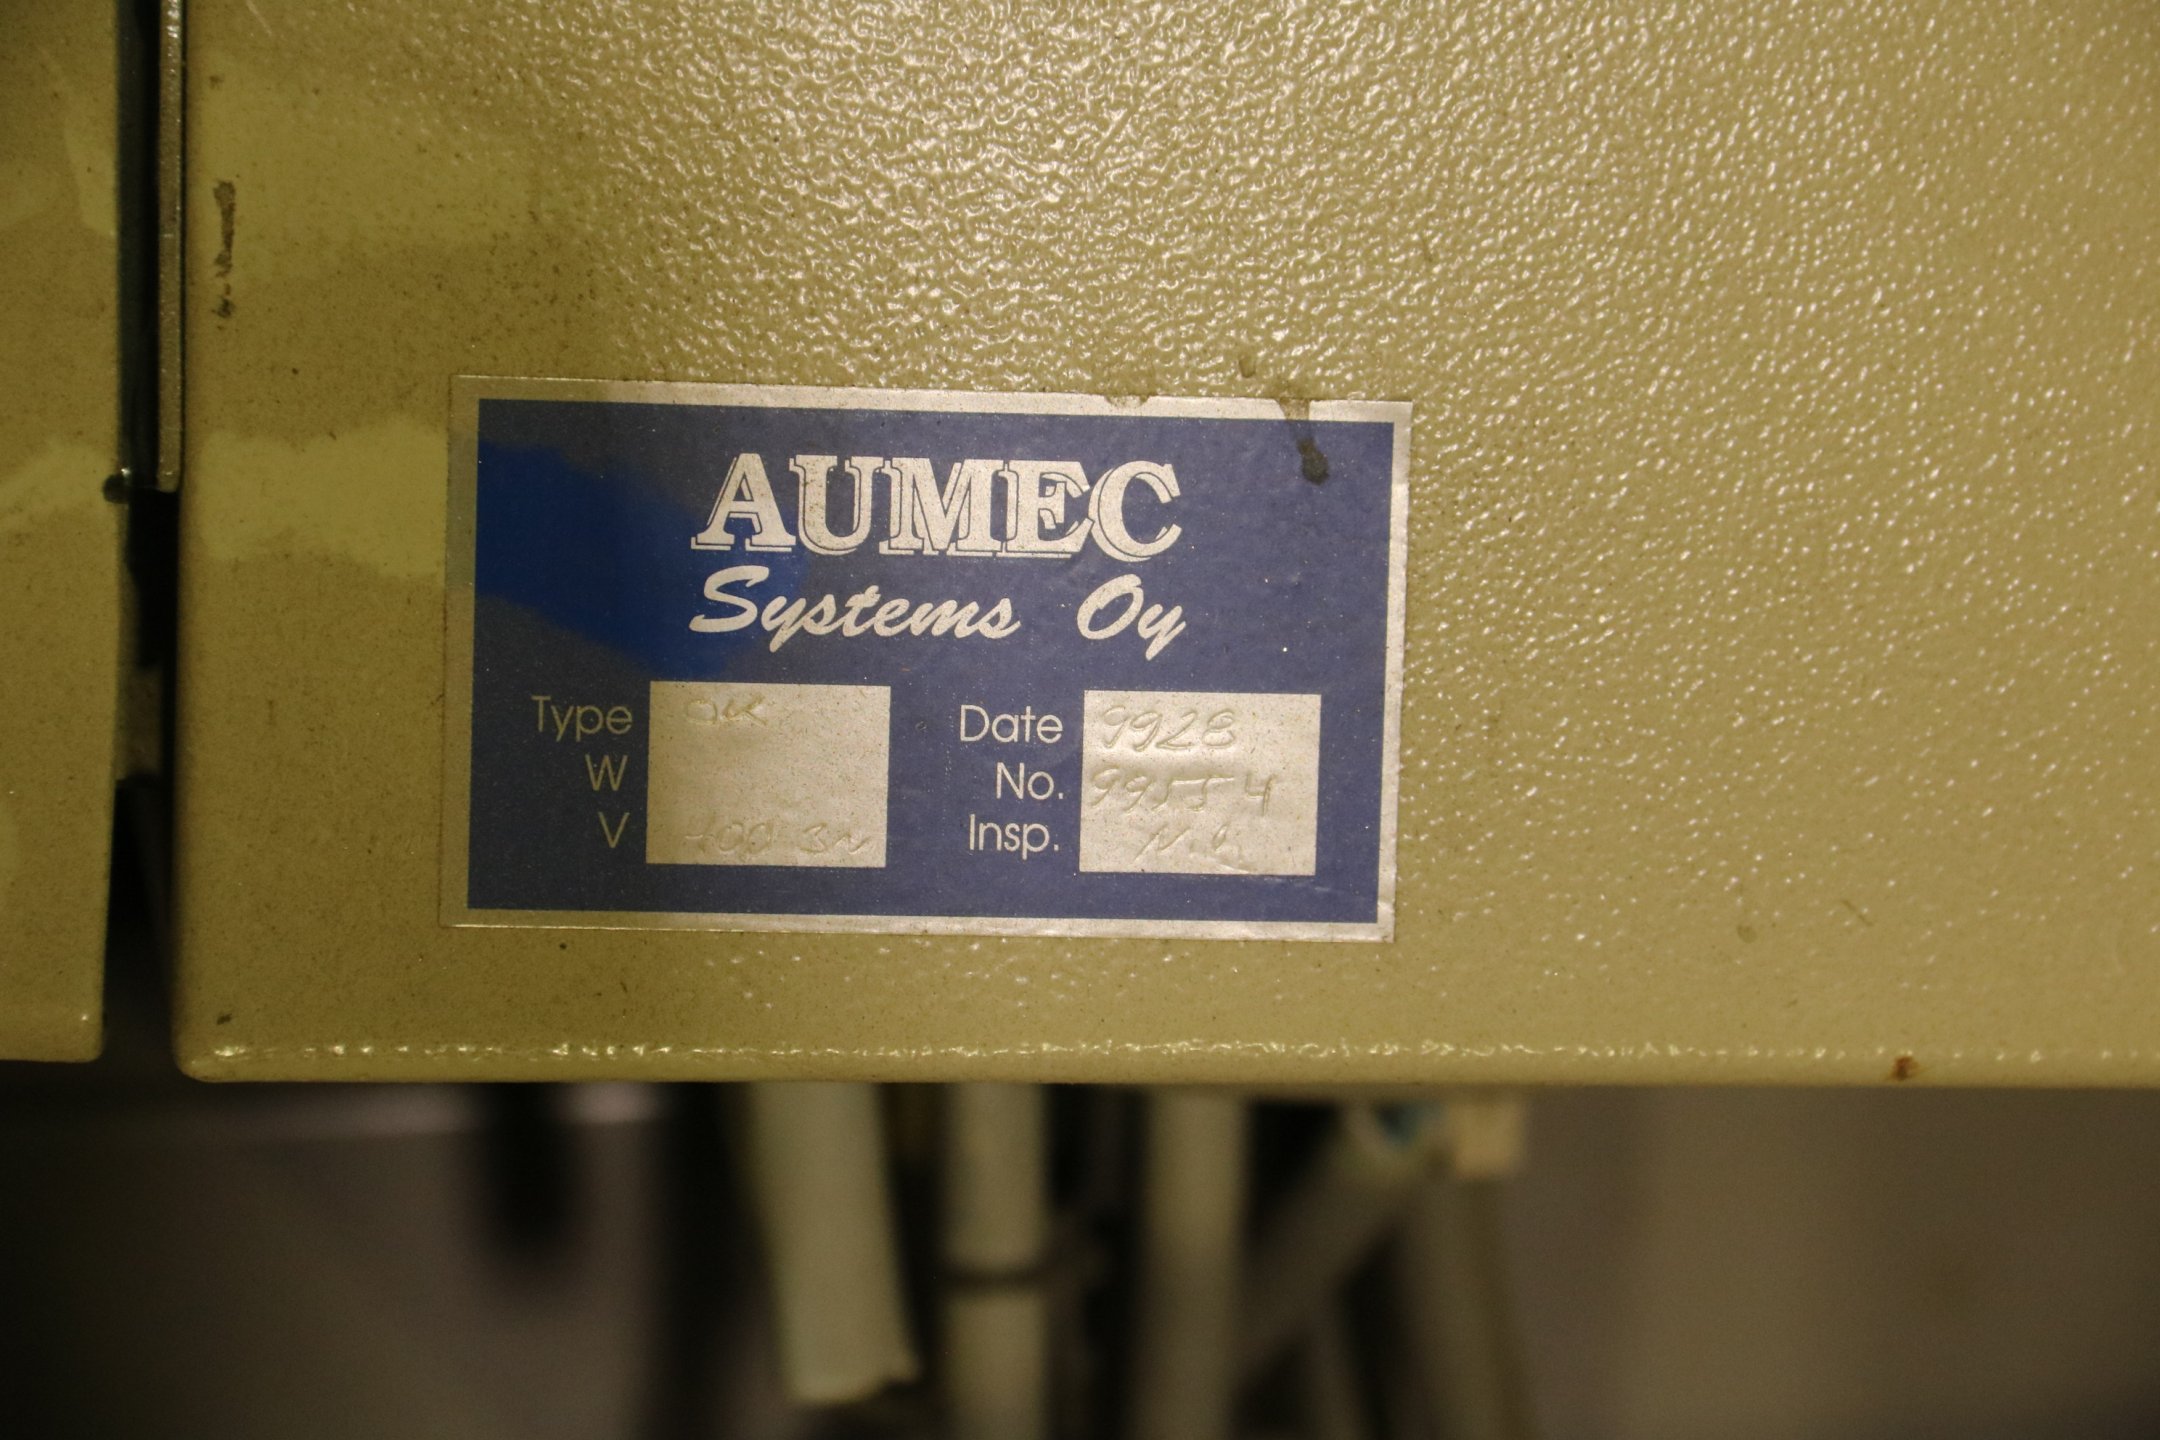 AUMEC
Systems Oy
Type OK
W
V 400 3~
Date 9928
No. 99554
Insp.